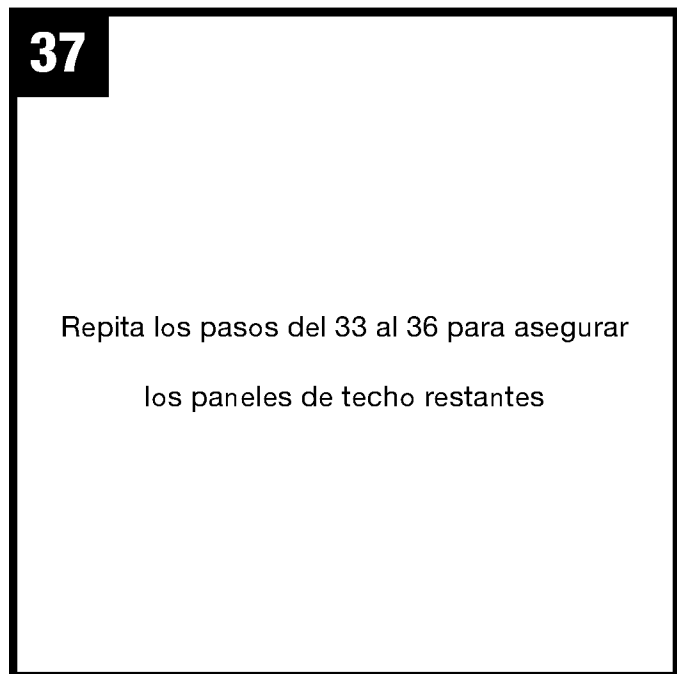 37
Repita los pasos del 33 al 36 para asegurar
los paneles de techo restantes